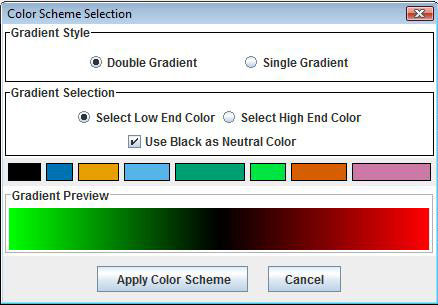 Color Scheme Selection
Gradient Style
Double Gradient Single Gradient
Gradient Selection
Select Low End Color Select High End Color
Use Black as Neutral Color
Gradient Preview
Apply Color Scheme Cancel